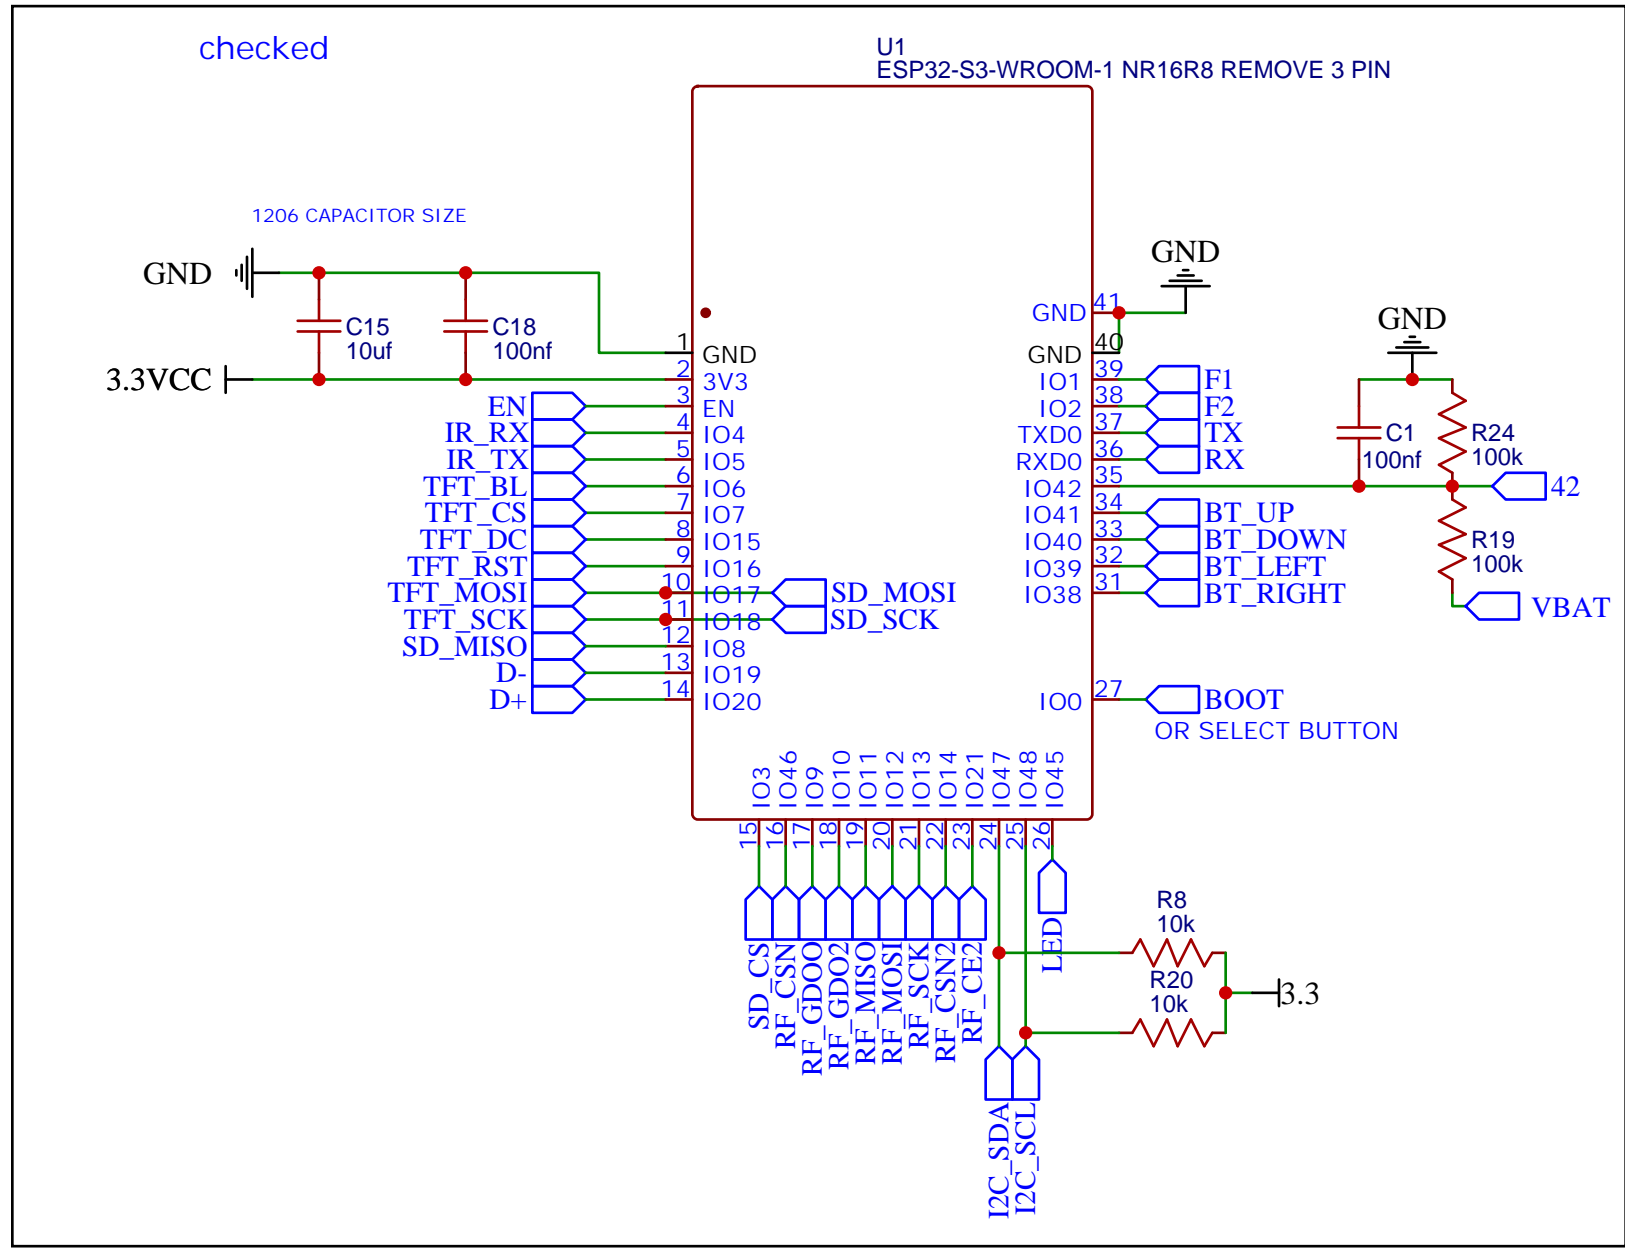 checked
U1
ESP32-S3-WROOM-1 NR16R8 REMOVE 3 PIN
1206 CAPACITOR SIZE
GND
C15
10uf
C18
100nf
3.3VCC
GND
GND
1 GND
2 3V3
EN 3 EN
IR_RX 4 IO4
IR_TX 5 IO5
TFT_BL 6 IO6
TFT_CS 7 IO7
TFT_DC 8 IO15
TFT_RST 9 IO16
TFT_MOSI 10 IO17 SD_MOSI
TFT_SCK 11 IO18 SD_SCK
SD_MISO 12 IO8
D- 13 IO19
D+ 14 IO20
GND 41
GND 40
IO1 39 F1
IO2 38 F2
TXD0 37 TX
RXD0 36 RX
IO42 35 42
IO41 34 BT_UP
IO40 33 BT_DOWN
IO39 32 BT_LEFT
IO38 31 BT_RIGHT
IO0 27 BOOT
OR SELECT BUTTON
C1
100nf
R24
100k
R19
100k
VBAT
IO3 15 SD_CS
IO46 16 RF_CSN
IO9 17 RF_GDOO
IO10 18 RF_GDO2
IO11 19 RF_MISO
IO12 20 RF_MOSI
IO13 21 RF_SCK
IO14 22 RF_CSN2
IO21 23 RF_CE2
IO47 24 I2C_SDA
IO48 25 I2C_SCL
IO45 26 LED
R8
10k
R20
10k
3.3